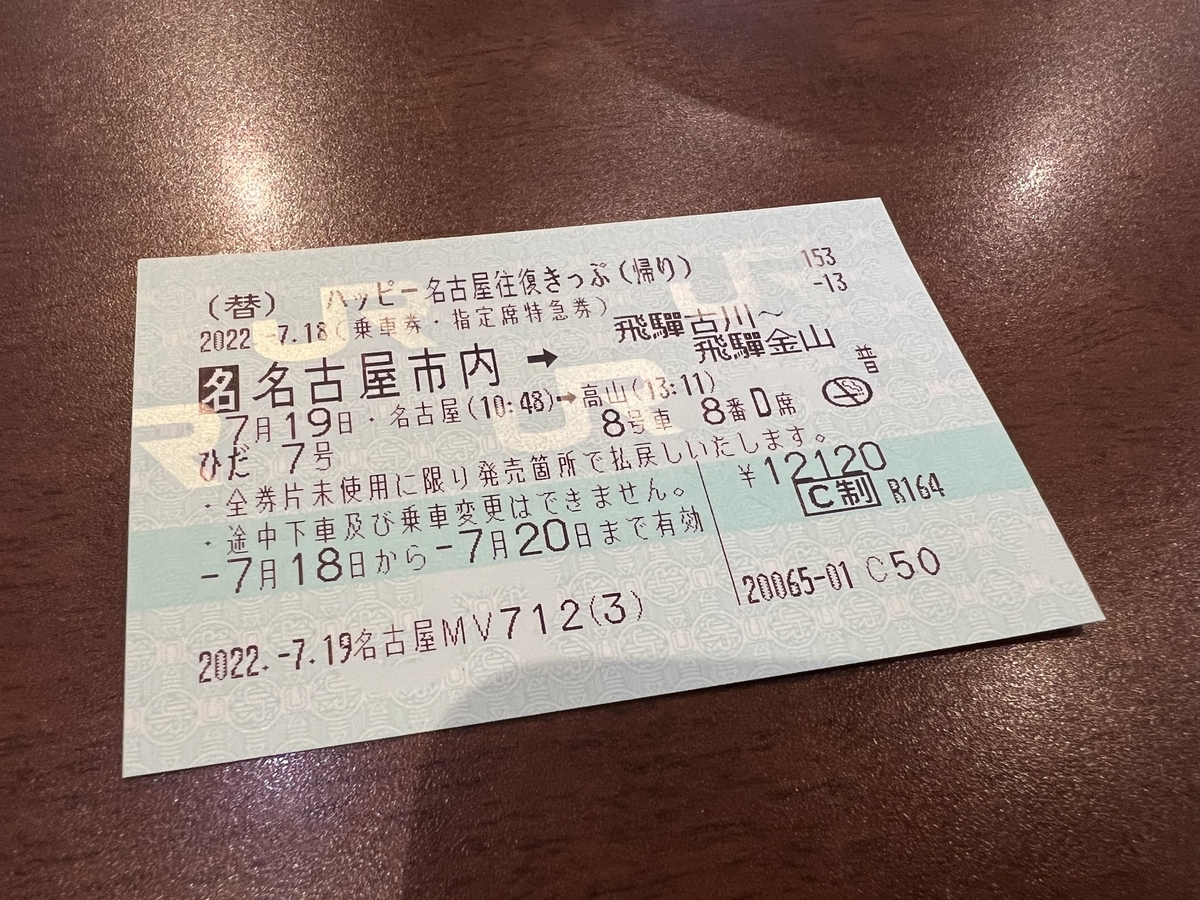 (替) ハッピー名古屋往復きっぷ(帰り) 153
2022.-7.18(乗車券・指定席特急券) -13
名 名古屋市内 → 飛驒古川〜
飛驒金山 普
7月19日・名古屋(10:48)→高山(13:11)
ひだ 7号 8号車 8番D席
・全券片未使用に限り発売箇所で払戻しいたします。
・途中下車及び乗車変更はできません。 ¥12120
-7月18日から-7月20日まで有効 C制 R164
2022.-7.19名古屋MV712(3) 20065-01 C50